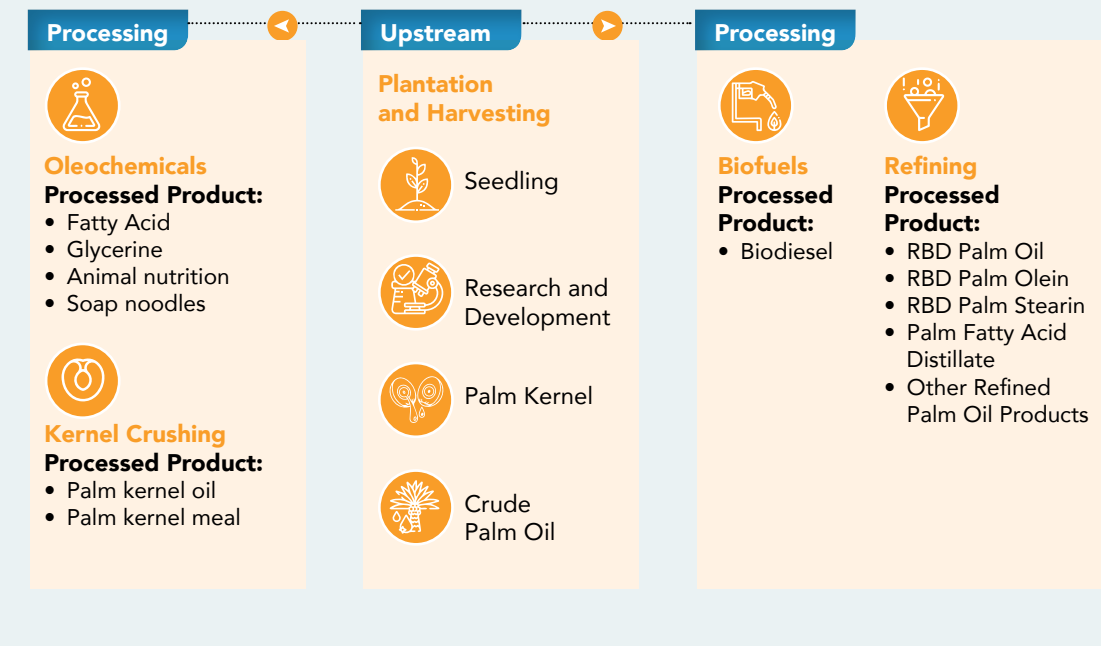 Processing
Oleochemicals
Processed Product:
• Fatty Acid
• Glycerine
• Animal nutrition
• Soap noodles
Kernel Crushing
Processed Product:
• Palm kernel oil
• Palm kernel meal
Upstream
Plantation
and Harvesting
Seedling
Research and
Development
Palm Kernel
Crude
Palm Oil
Processing
Biofuels
Processed
Product:
• Biodiesel
Refining
Processed
Product:
• RBD Palm Oil
• RBD Palm Olein
• RBD Palm Stearin
• Palm Fatty Acid
Distillate
• Other Refined
Palm Oil Products